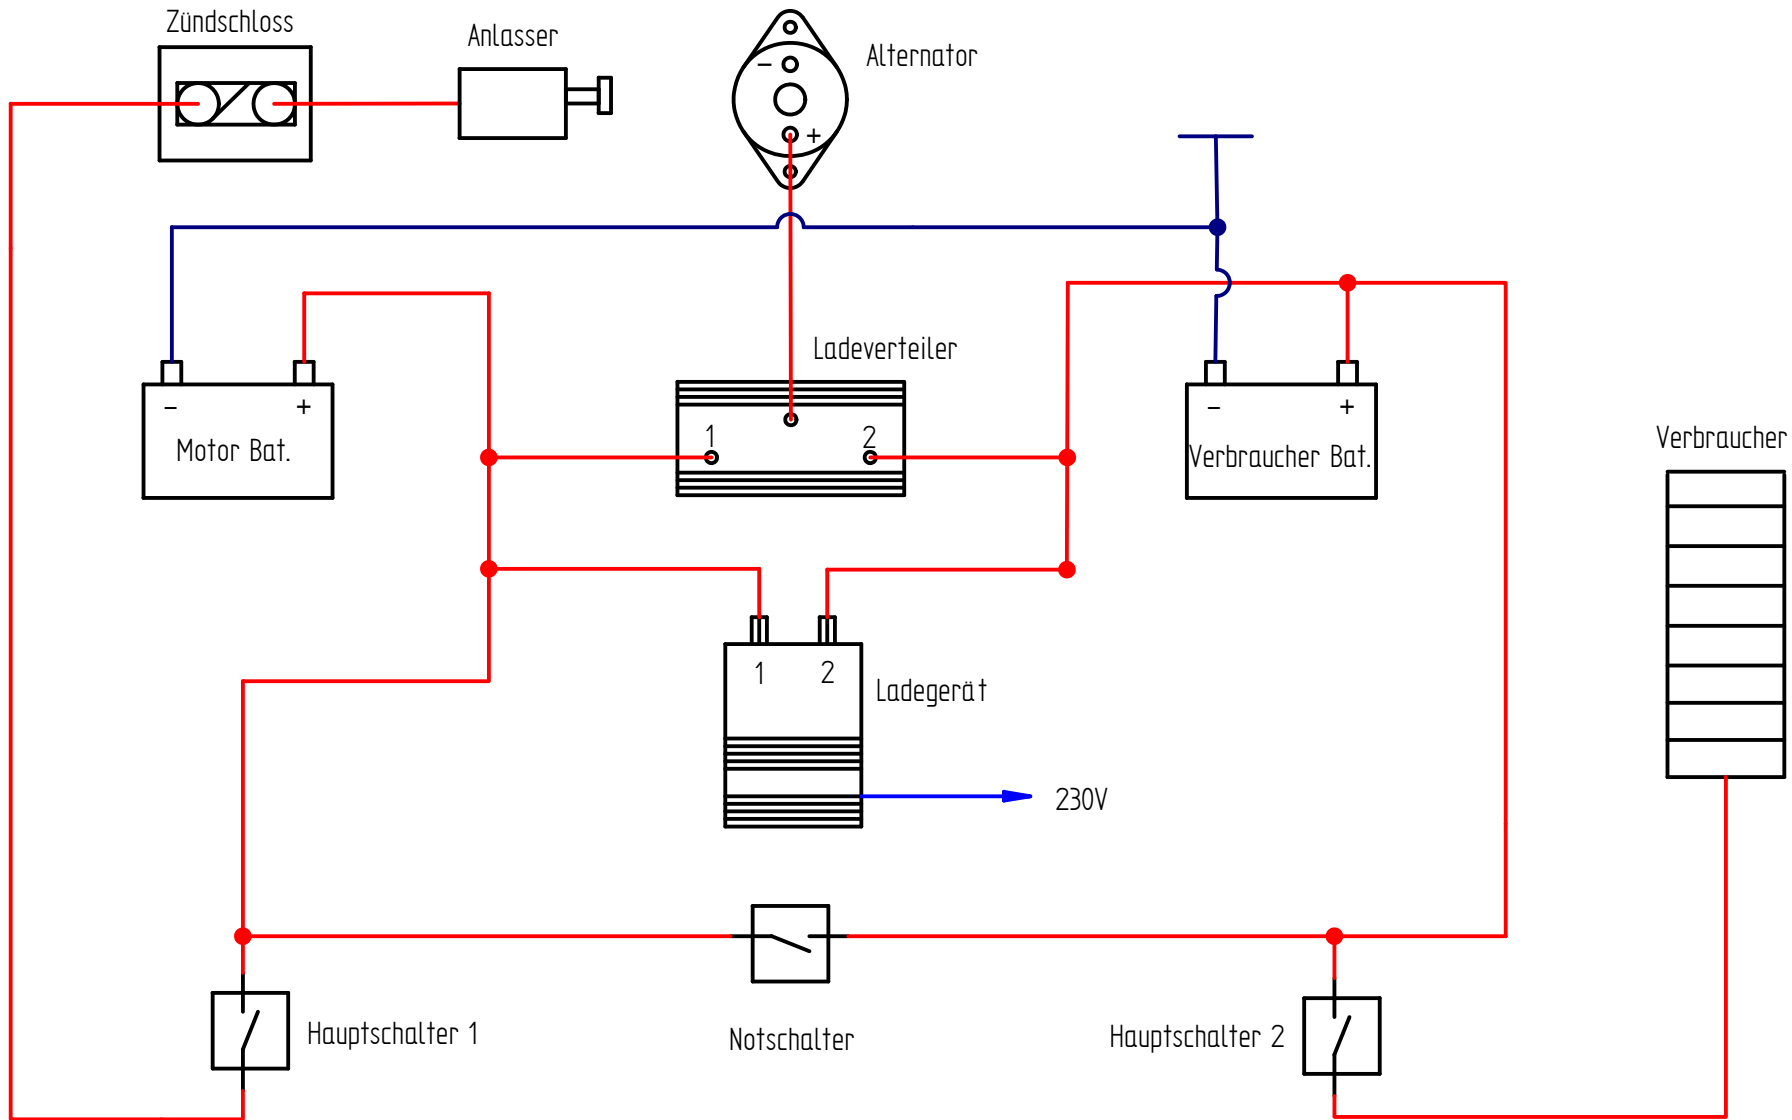 Zündschloss
Anlasser
Alternator
-
+
Ladeverteiler
1
2
- +
Motor Bat.
- +
Verbraucher Bat.
Verbraucher
1 2
Ladegerät
230V
Hauptschalter 1
Notschalter
Hauptschalter 2